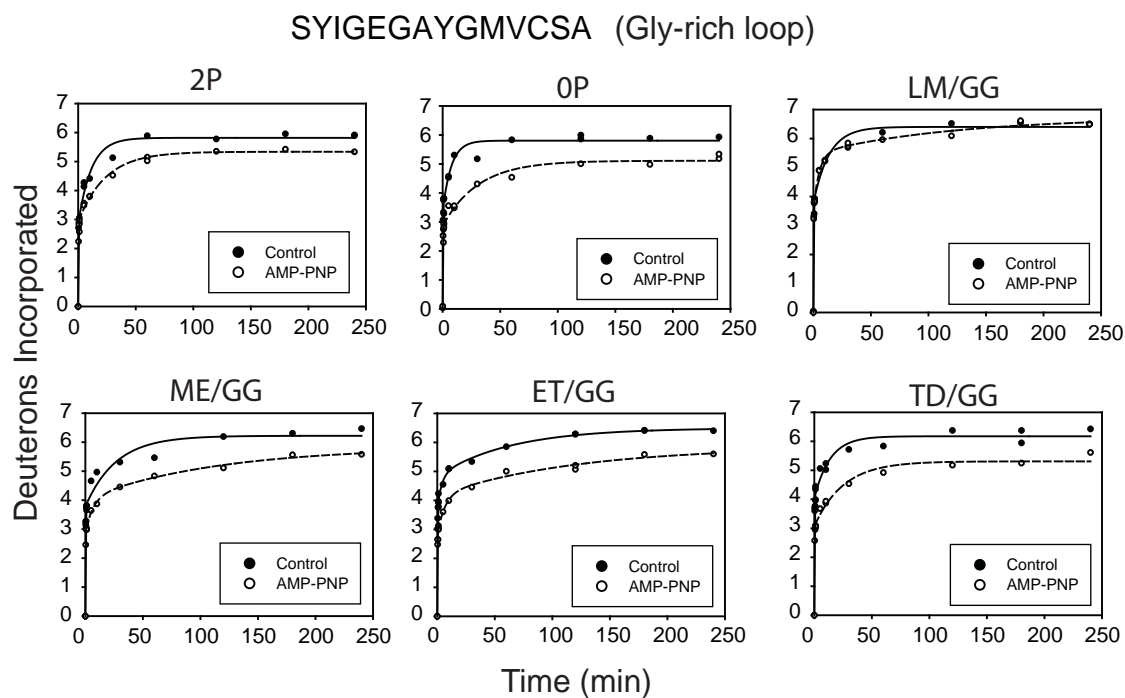 SYIGEGAYGMVCSA (Gly-rich loop)
2P
0P
LM/GG
7
6
5
4
3
2
1
0
0 50 100 150 200 250
Control
AMP-PNP
7
6
5
4
3
2
1
0
0 50 100 150 200 250
Control
AMP-PNP
7
6
5
4
3
2
1
0
0 50 100 150 200 250
Control
AMP-PNP
ME/GG
ET/GG
TD/GG
7
6
5
4
3
2
1
0
0 50 100 150 200 250
Control
AMP-PNP
7
6
5
4
3
2
1
0
0 50 100 150 200 250
Control
AMP-PNP
7
6
5
4
3
2
1
0
0 50 100 150 200 250
Control
AMP-PNP
Deuterons Incorporated
Time (min)